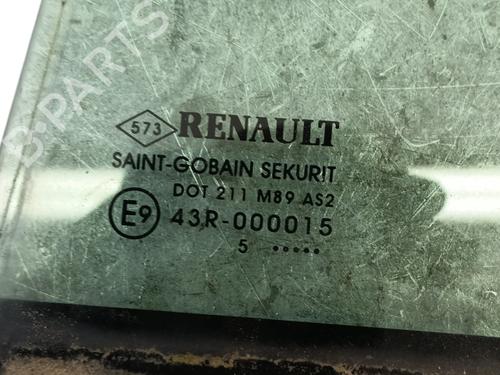 573 RENAULT
SAINT-GOBAIN SEKURIT
DOT 211 M89 AS2
E9 43R-000015
5 .....
B-PARTS